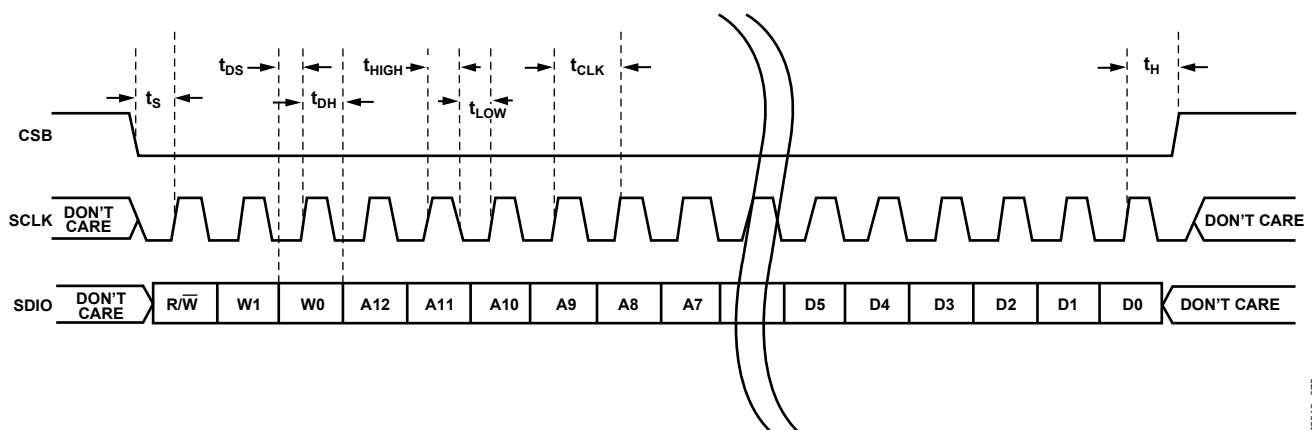 tDS
tHIGH
tCLK
tH
tS
tDH
tLOW
CSB
SCLK
DON'T CARE
DON'T CARE
SDIO
DON'T CARE
R/W̅
W1
W0
A12
A11
A10
A9
A8
A7
D5
D4
D3
D2
D1
D0
DON'T CARE